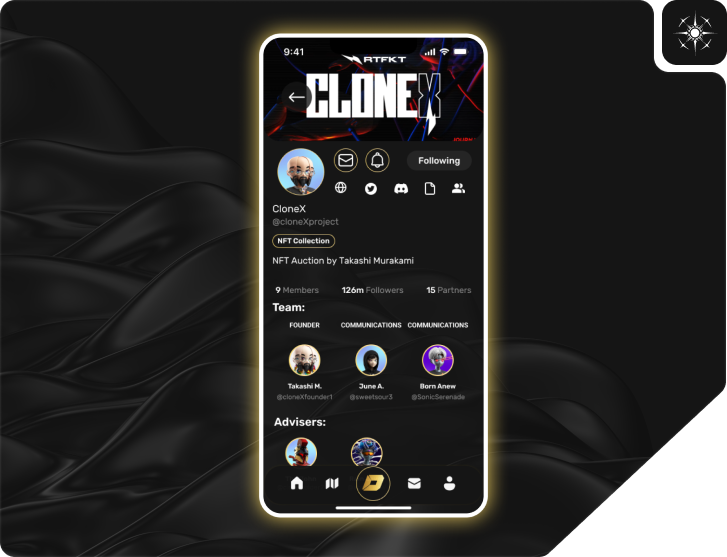 9:41
RTFKT
CLONEX
Following
CloneX
@cloneXproject
NFT Collection
NFT Auction by Takashi Murakami
9 Members 126m Followers 15 Partners
Team:
FOUNDER COMMUNICATIONS COMMUNICATIONS
Takashi M. June A. Born Anew
@cloneXfounder1 @sweetsour3 @SonicSerenade
Advisers: